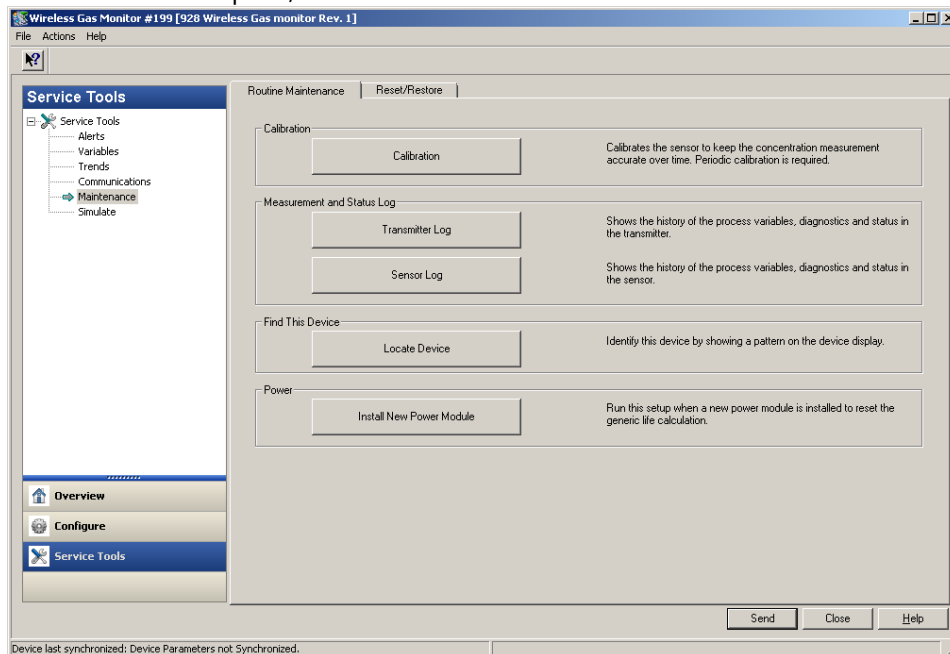 Wireless Gas Monitor #199 [928 Wireless Gas monitor Rev. 1]
File Actions Help
Service Tools
Service Tools
Alerts
Variables
Trends
Communications
Maintenance
Simulate
Overview
Configure
Service Tools
Routine Maintenance Reset/Restore
Calibration
Calibration
Calibrates the sensor to keep the concentration measurement
accurate over time. Periodic calibration is required.
Measurement and Status Log
Transmitter Log
Shows the history of the process variables, diagnostics and status in
the transmitter.
Sensor Log
Shows the history of the process variables, diagnostics and status in
the sensor.
Find This Device
Locate Device
Identify this device by showing a pattern on the device display.
Power
Install New Power Module
Run this setup when a new power module is installed to reset the
generic life calculation.
Send Close Help
Device last synchronized: Device Parameters not Synchronized.